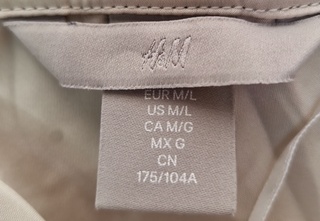 H&M
EUR M/L
US M/L
CA M/G
MX G
CN
175/104A